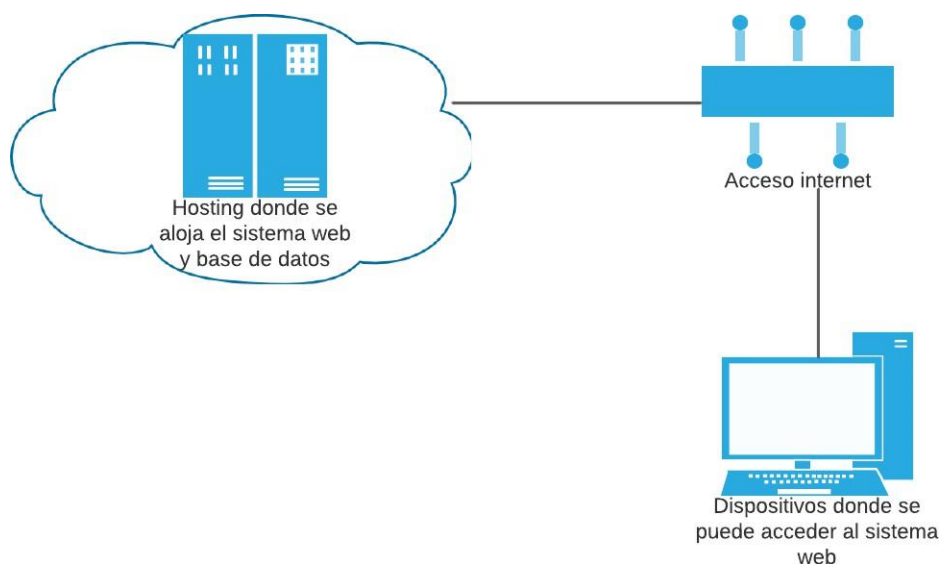 Hosting donde se
aloja el sistema web
y base de datos
Acceso internet
Dispositivos donde se
puede acceder al sistema
web